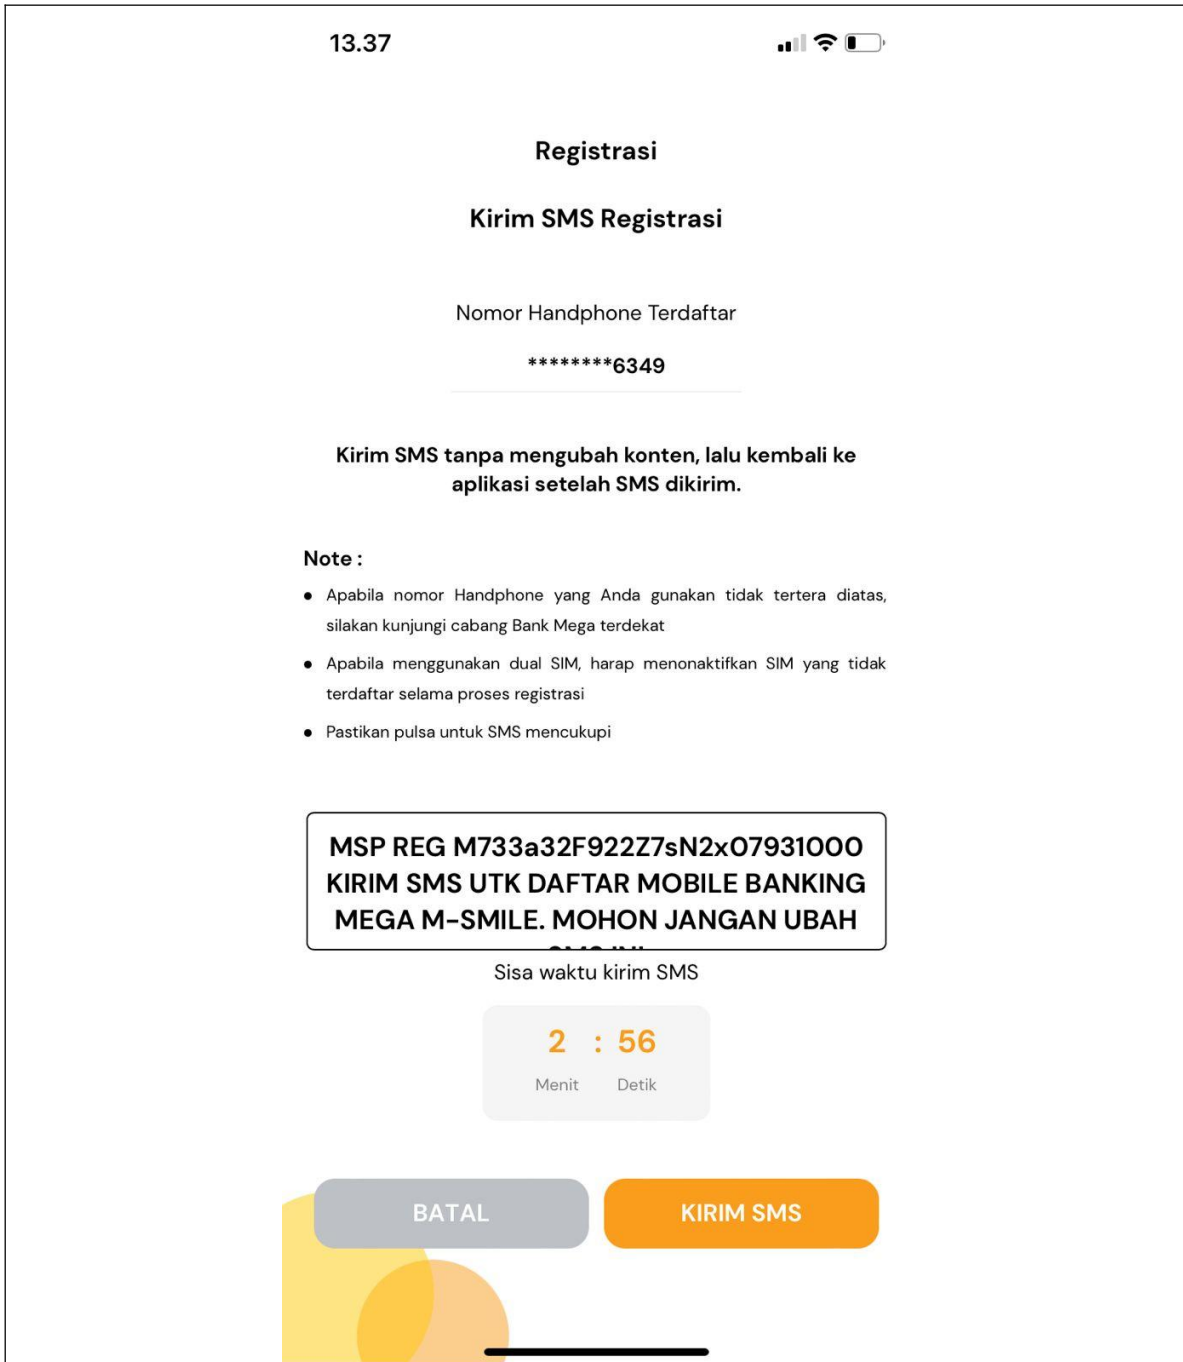 13.37
Registrasi
Kirim SMS Registrasi
Nomor Handphone Terdaftar
********6349
Kirim SMS tanpa mengubah konten, lalu kembali ke
aplikasi setelah SMS dikirim.
Note :
● Apabila nomor Handphone yang Anda gunakan tidak tertera diatas,
silakan kunjungi cabang Bank Mega terdekat
● Apabila menggunakan dual SIM, harap menonaktifkan SIM yang tidak
terdaftar selama proses registrasi
● Pastikan pulsa untuk SMS mencukupi
MSP REG M733a32F922Z7sN2xO7931000
KIRIM SMS UTK DAFTAR MOBILE BANKING
MEGA M-SMILE. MOHON JANGAN UBAH
Sisa waktu kirim SMS
2 : 56
Menit Detik
BATAL KIRIM SMS